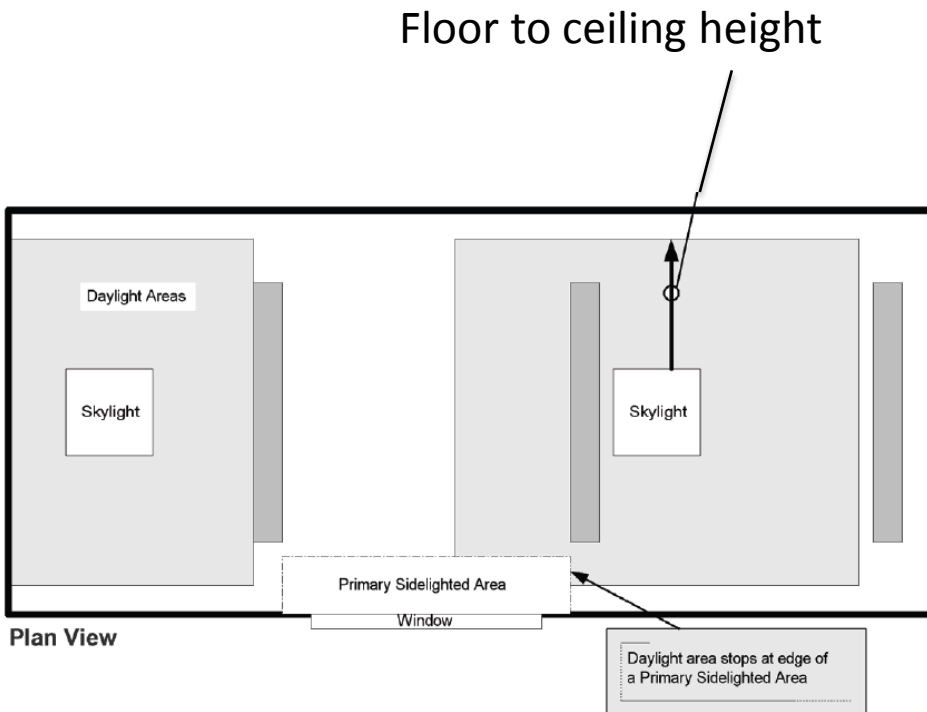 Floor to ceiling height
Daylight Areas
Skylight
Skylight
Primary Sidelighted Area
Window
Plan View
Daylight area stops at edge of
a Primary Sidelighted Area